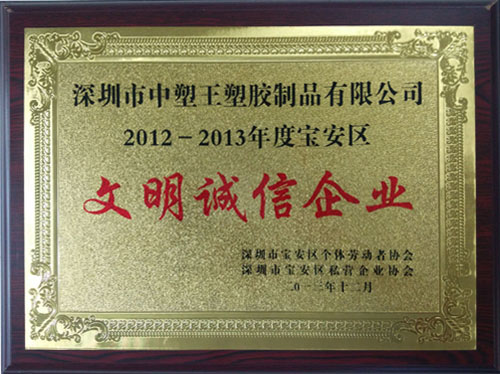 深圳市中塑王塑胶制品有限公司
2012－2013年度宝安区
文明诚信企业
深圳市宝安区个体劳动者协会
深圳市宝安区私营企业协会
二〇一三年十二月